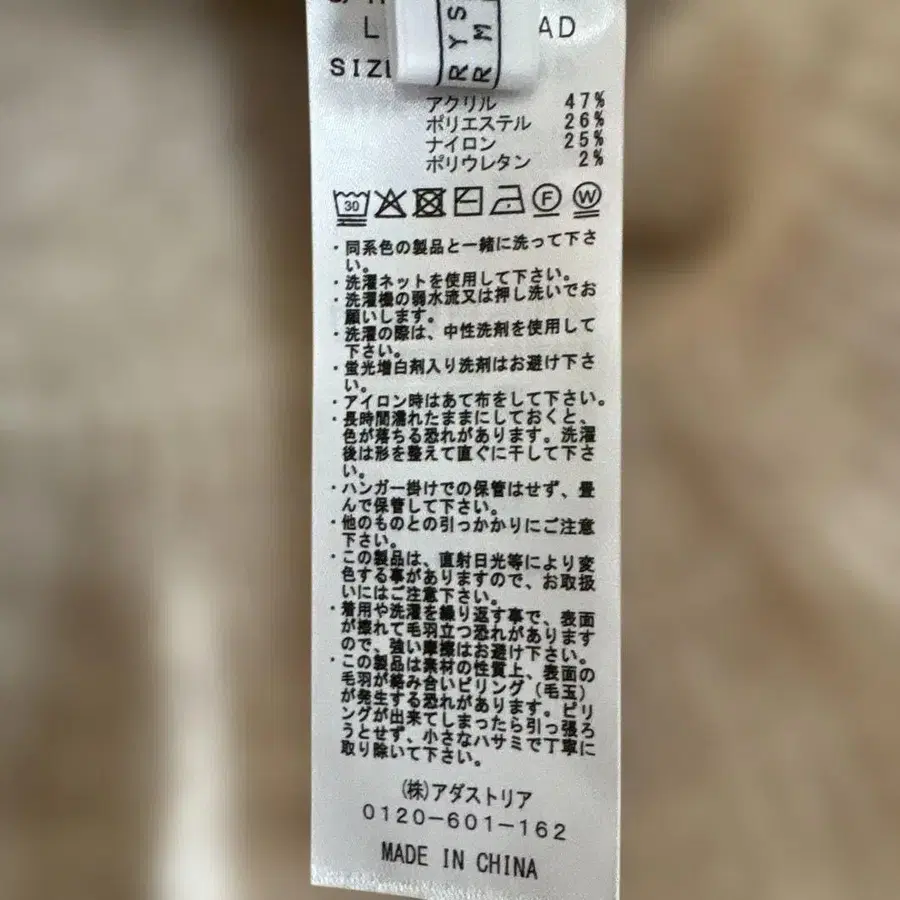 L AD
SIZE
RYS
RM
アクリル 47%
ポリエステル 26%
ナイロン 25%
ポリウレタン 2%
30 F W
・同系色の製品と一緒に洗って下さ
い。
・洗濯ネットを使用して下さい。
・洗濯機の弱水流又は押し洗いでお
願いします。
・洗濯の際は、中性洗剤を使用して
下さい。
・蛍光増白剤入り洗剤はお避け下さ
い。
・アイロン時はあて布をして下さい。
・長時間濡れたままにしておくと、
色が落ちる恐れがあります。洗濯
後は形を整えて直ぐに干して下さ
い。
・ハンガー掛けでの保管はせず、畳
んで保管して下さい。
・他のものとの引っかかりにご注意
下さい。
・この製品は、直射日光等により変
色する事がありますので、お取扱
いにはご注意下さい。
・着用や洗濯を繰り返す事で、表面
が擦れて毛羽立つ恐れがあります
ので、強い摩擦はお避け下さい。
・この製品は素材の性質上、表面の
毛羽が絡み合いピリング(毛玉)
が発生する恐れがあります。ピリ
ングが出来てしまったら引っ張ろ
うとせず、小さなハサミで丁寧に
取り除いて下さい。
(株)アダストリア
0120-601-162
MADE IN CHINA